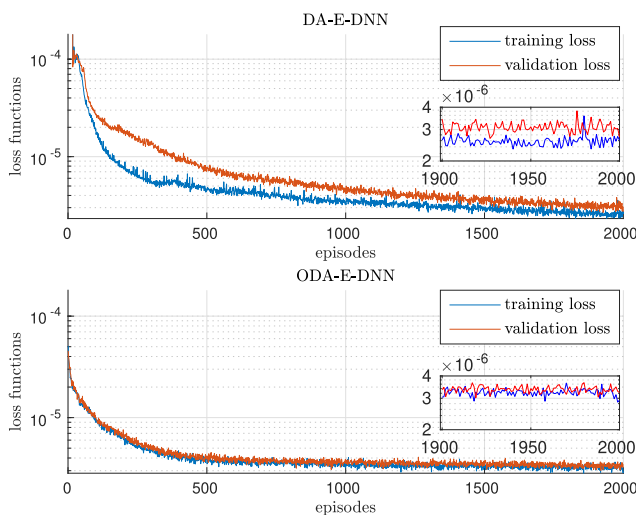 DA-E-DNN
training loss
validation loss
10^-4
10^-5
loss functions
4 ×10^-6
3
2
1900
1950
2000
0
500
1000
1500
2000
episodes
ODA-E-DNN
training loss
validation loss
10^-4
10^-5
loss functions
4 ×10^-6
3
2
1900
1950
2000
0
500
1000
1500
2000
episodes